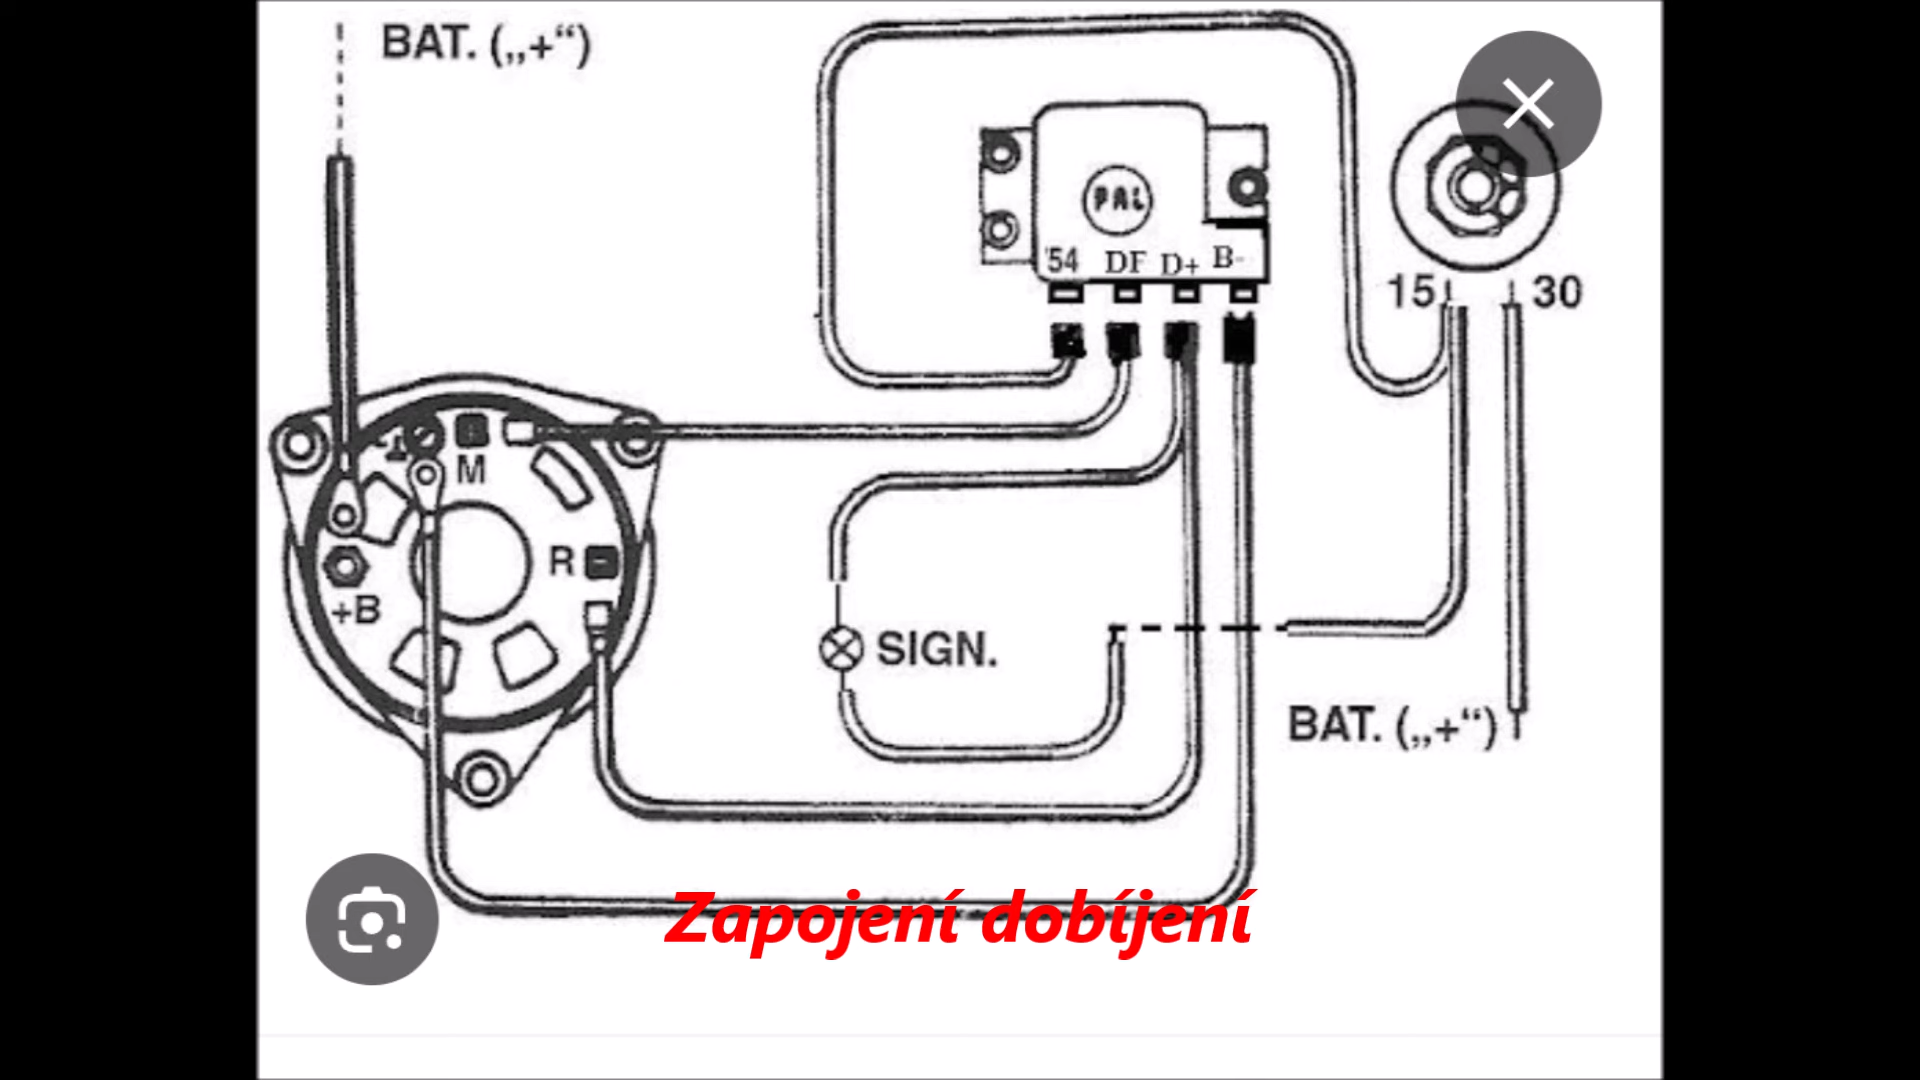 BAT. („+“)
PAL
54 DF D+ B-
15 30
M
R
+B
SIGN.
BAT. („+“)
Zapojení dobíjení